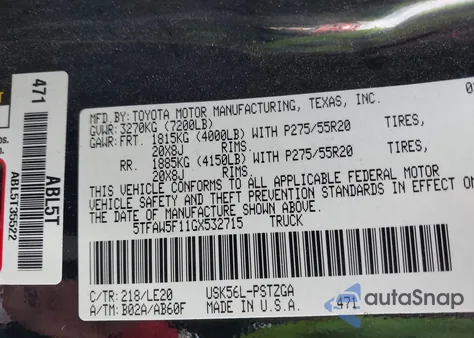 471
ABL5T
ABL5T35522
MFD.BY:TOYOTA MOTOR MANUFACTURING, TEXAS, INC.
GVWR: 3270KG (7200LB)
GAWR: FRT. 1815KG (4000LB) WITH P275/55R20 TIRES,
20X8J RIMS.
RR. 1885KG (4150LB) WITH P275/55R20 TIRES,
20X8J RIMS.
THIS VEHICLE CONFORMS TO ALL APPLICABLE FEDERAL MOTOR
VEHICLE SAFETY AND THEFT PREVENTION STANDARDS IN EFFECT ON
THE DATE OF MANUFACTURE SHOWN ABOVE.
5TFAW5F11GX532715 TRUCK
C/TR: 218/LE20 USK56L-PSTZGA
A/TM: B02A/AB60F MADE IN U.S.A. 471
autoSnap